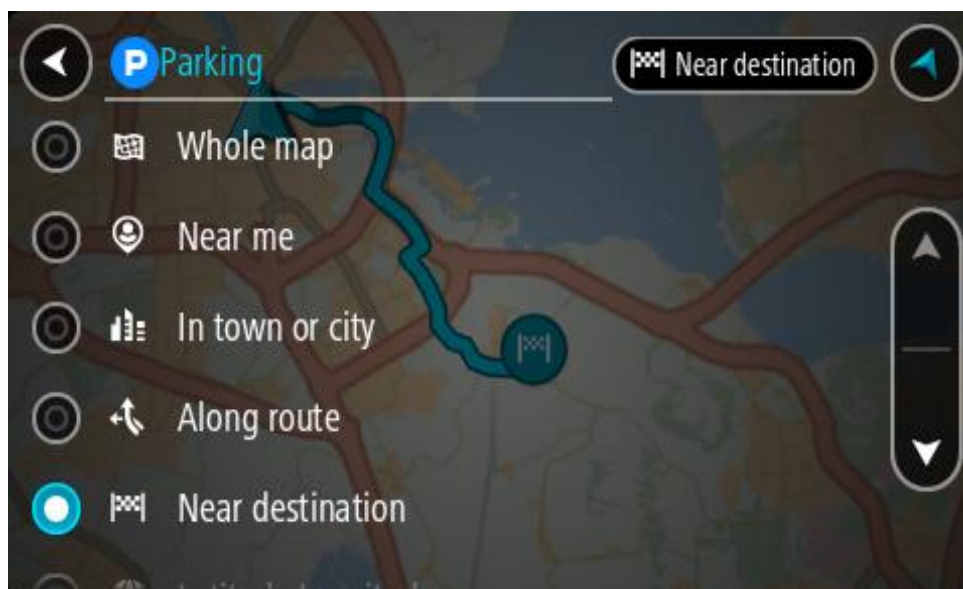 P Parking
Near destination
Whole map
Near me
In town or city
Along route
Near destination